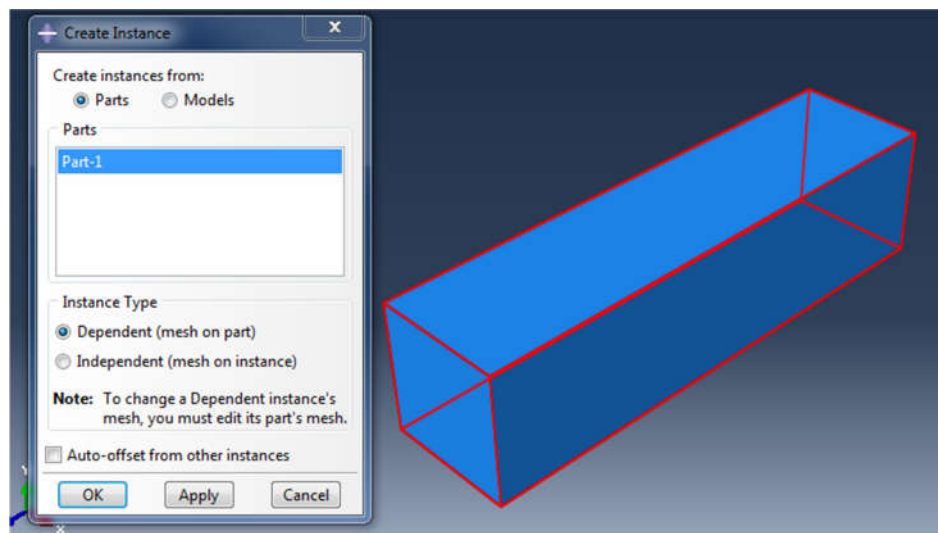 Create Instance
x
Create instances from:
Parts Models
Parts
Part-1
Instance Type
Dependent (mesh on part)
Independent (mesh on instance)
Note: To change a Dependent instance's
mesh, you must edit its part's mesh.
Auto-offset from other instances
OK Apply Cancel
Y
X